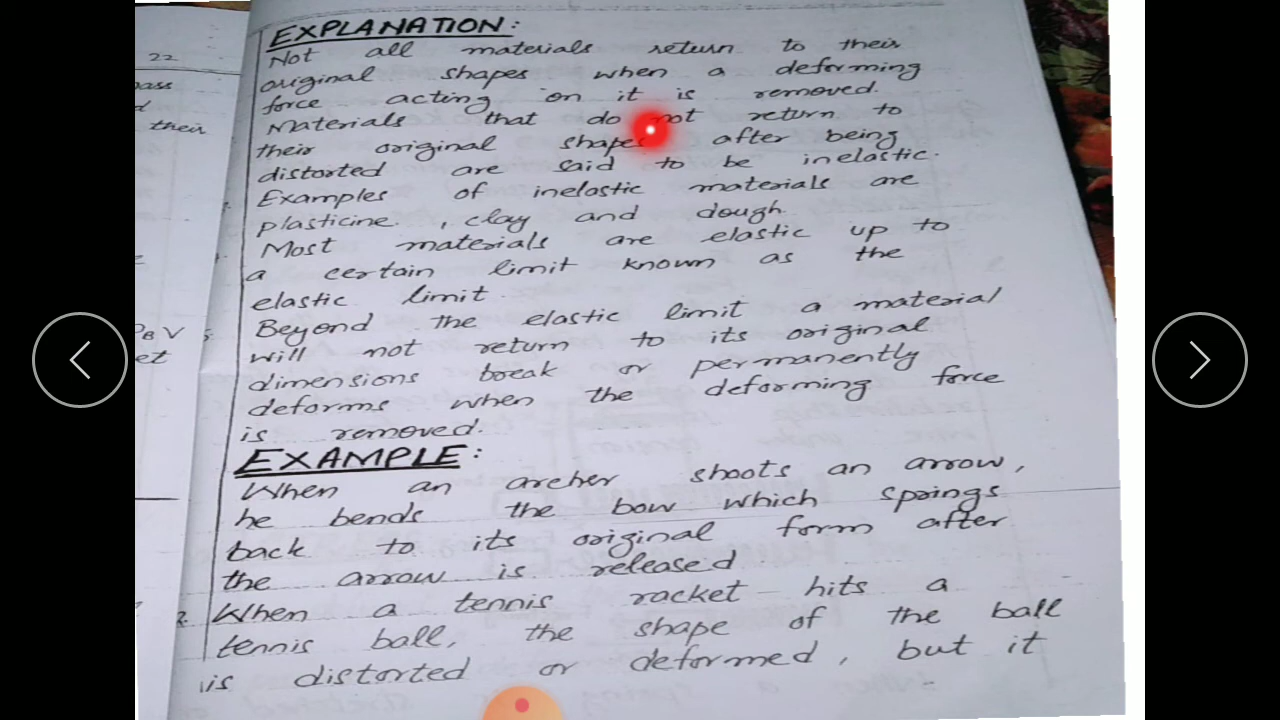 EXPLANATION:
Not all materials return to their
original shapes when a deforming
force acting on it is removed.
Materials that do not return to
their original shapes after being
distorted are said to be inelastic.
Examples of inelastic materials are
plasticine, clay and dough.
Most materials are elastic up to
a certain limit known as the
elastic limit
Beyond the elastic limit a material
will not return to its original
dimensions break or permanently
deforms when the deforming force
is removed.
EXAMPLE:
When an archer shoots an arrow,
he bends the bow which springs
back to its original form after
the arrow is released
2. When a tennis racket hits a
tennis ball, the shape of the ball
is distorted or deformed, but it
22
their